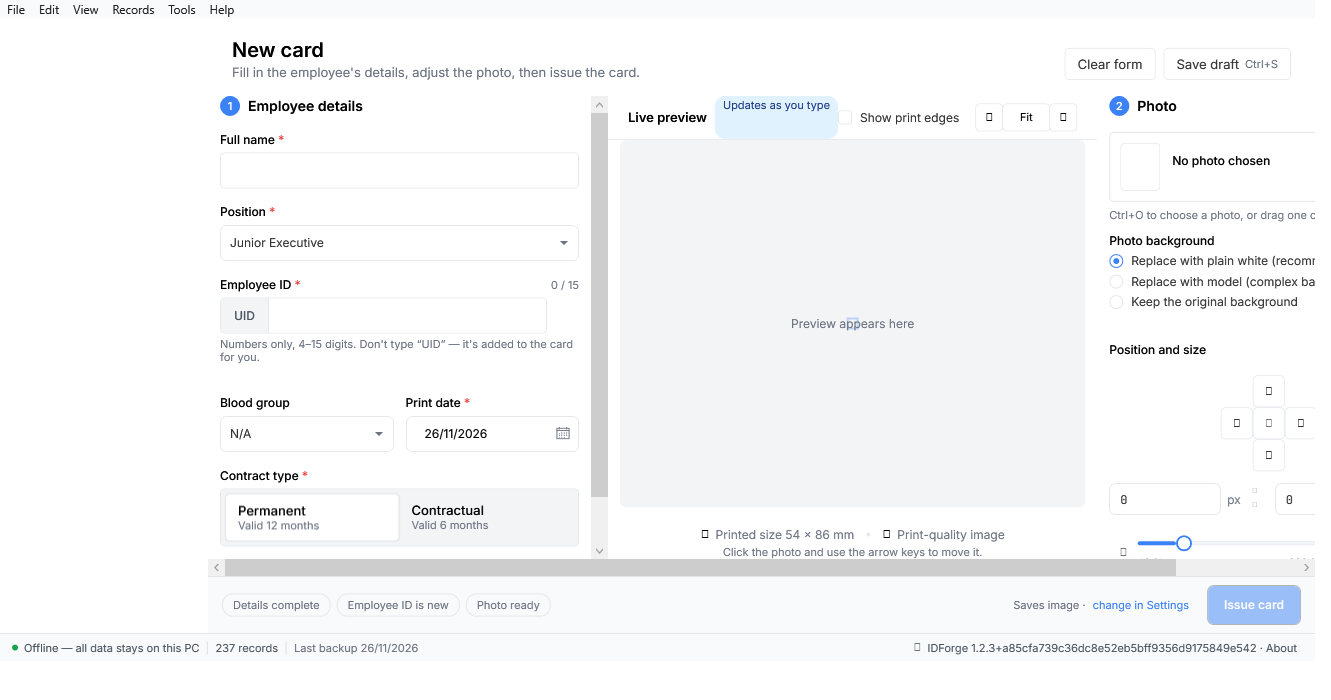 File Edit View Records Tools Help
New card
Fill in the employee's details, adjust the photo, then issue the card.
Clear form
Save draft Ctrl+S
1 Employee details
Full name *
Position *
Junior Executive
Employee ID * 0 / 15
UID
Numbers only, 4–15 digits. Don't type “UID” — it's added to the card
for you.
Blood group
N/A
Print date *
26/11/2026
Contract type *
Permanent
Valid 12 months
Contractual
Valid 6 months
Live preview
Updates as you type
Show print edges
Fit
Preview appears here
Printed size 54 × 86 mm • Print-quality image
Click the photo and use the arrow keys to move it.
2 Photo
No photo chosen
Ctrl+O to choose a photo, or drag one
Photo background
Replace with plain white
Replace with model (complex
Keep the original background
Position and size
0 px
0
Details complete
Employee ID is new
Photo ready
Saves image · change in Settings
Issue card
Offline — all data stays on this PC
237 records
Last backup 26/11/2026
IDForge 1.2.3+a85cfa739c36dc8e52eb5bff9356d9175849e542 · About